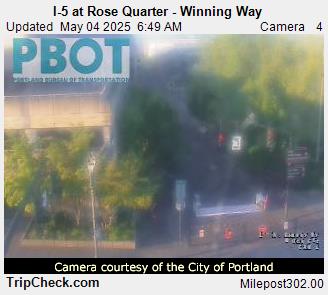 I-5 at Rose Quarter - Winning Way
Updated May 04 2025 6:49 AM Camera 4
PBOT
PORTLAND BUREAU OF TRANSPORTATION
Camera courtesy of the City of Portland
TripCheck.com Milepost302.00